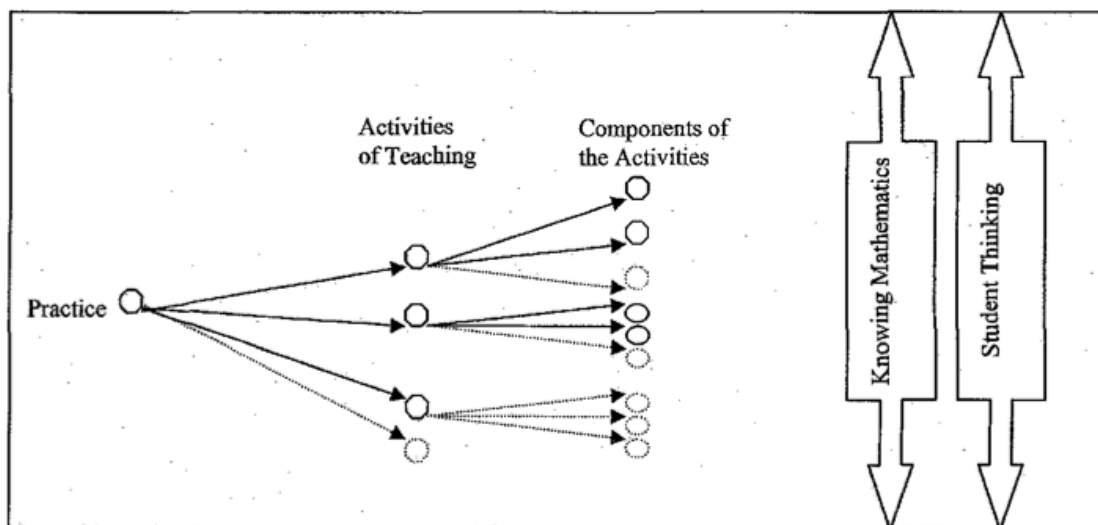 Activities
of Teaching
Components of
the Activities
Practice
Knowing Mathematics
Student Thinking